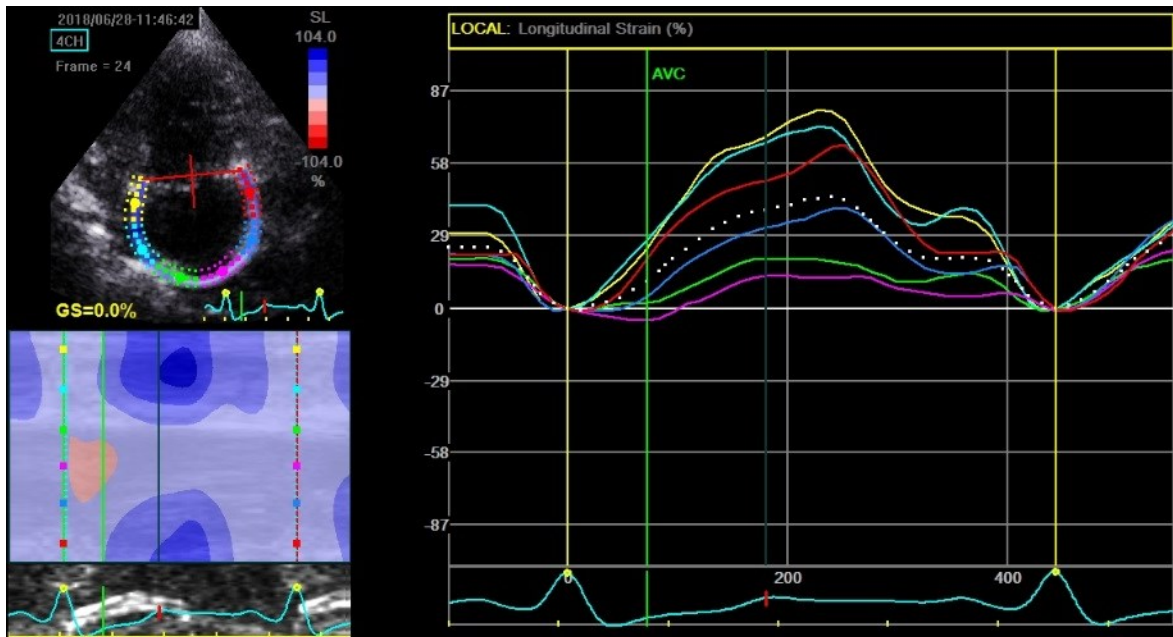 2018/06/28-11:46:42
4CH
Frame = 24
SL
104.0
-104.0
%
GS=0.0%
LOCAL: Longitudinal Strain (%)
AVC
87
58
29
0
-29
-58
-87
0
200
400